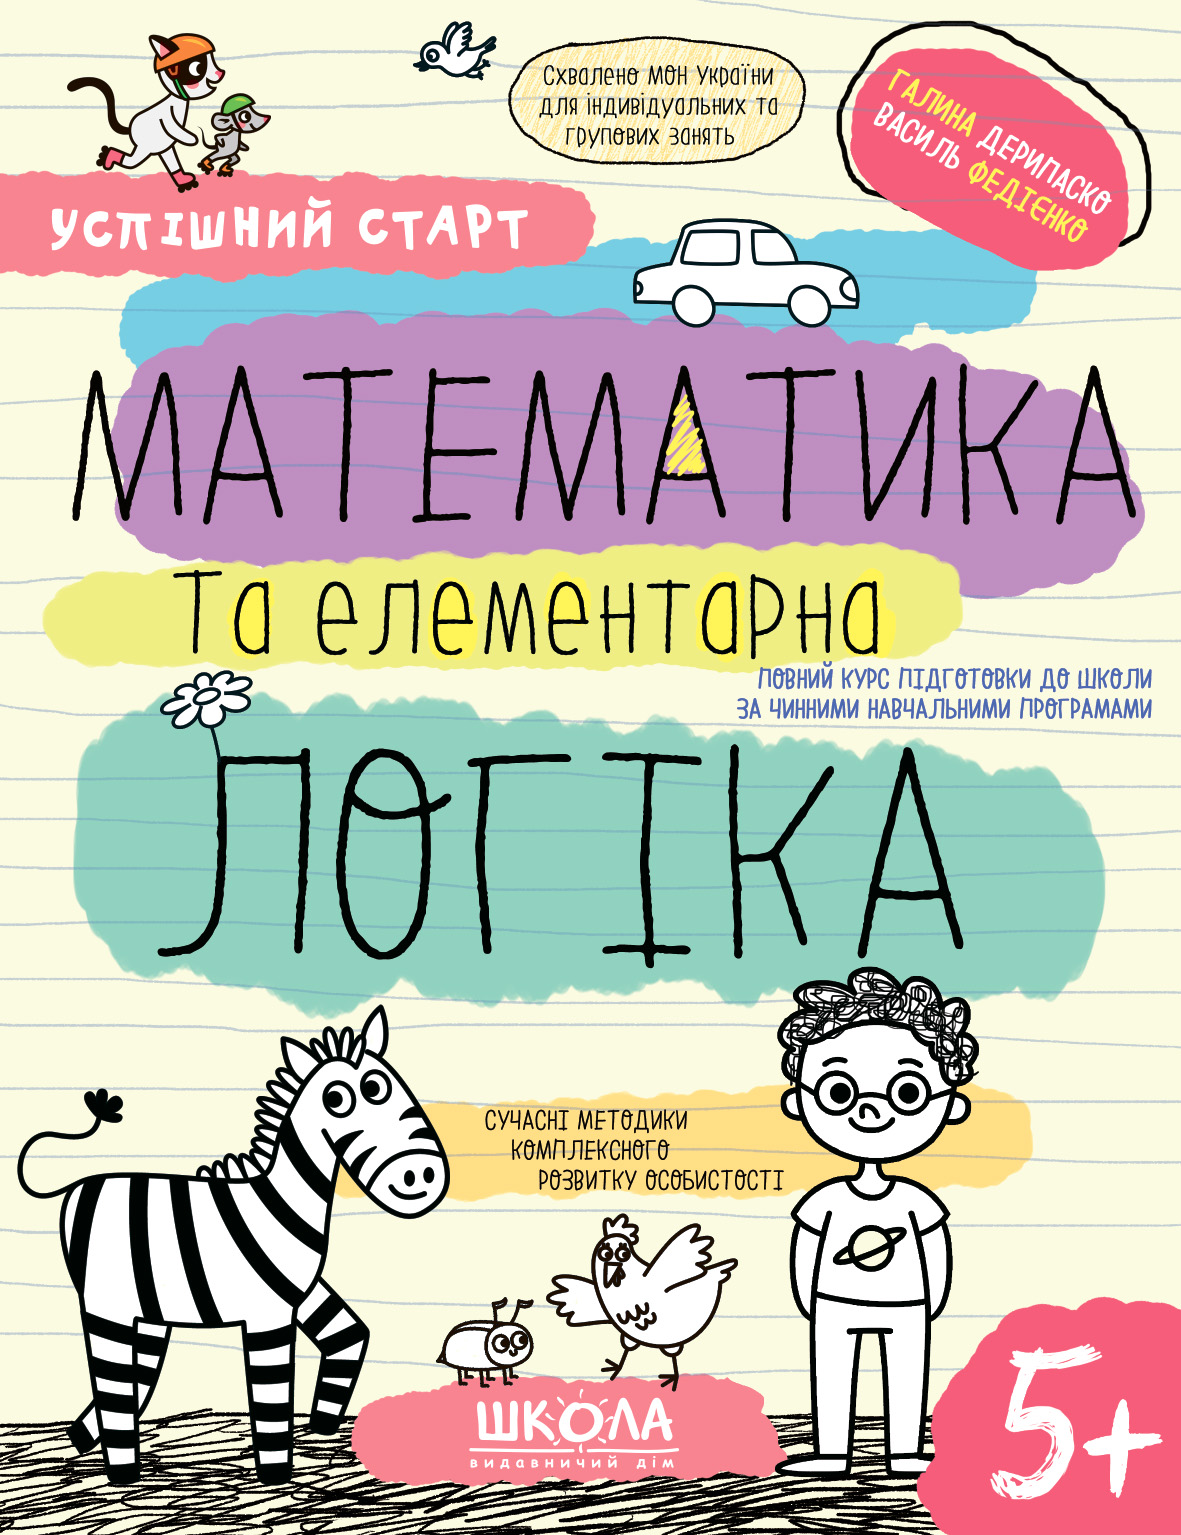 Схвалено МОН України
для індивідуальних та
групових занять
ГАЛИНА ДЕРИПАСКО
ВАСИЛЬ ФЕДІЄНКО
УСПІШНИЙ СТАРТ
МАТЕМАТИКА
та елементарна
ПОВНИЙ КУРС ПІДГОТОВКИ ДО ШКОЛИ
ЗА ЧИННИМИ НАВЧАЛЬНИМИ ПРОГРАМАМИ
ЛОГІКА
СУЧАСНІ МЕТОДИКИ
КОМПЛЕКСНОГО
РОЗВИТКУ ОСОБИСТОСТІ
ШКОЛА
видавничий дім
5+